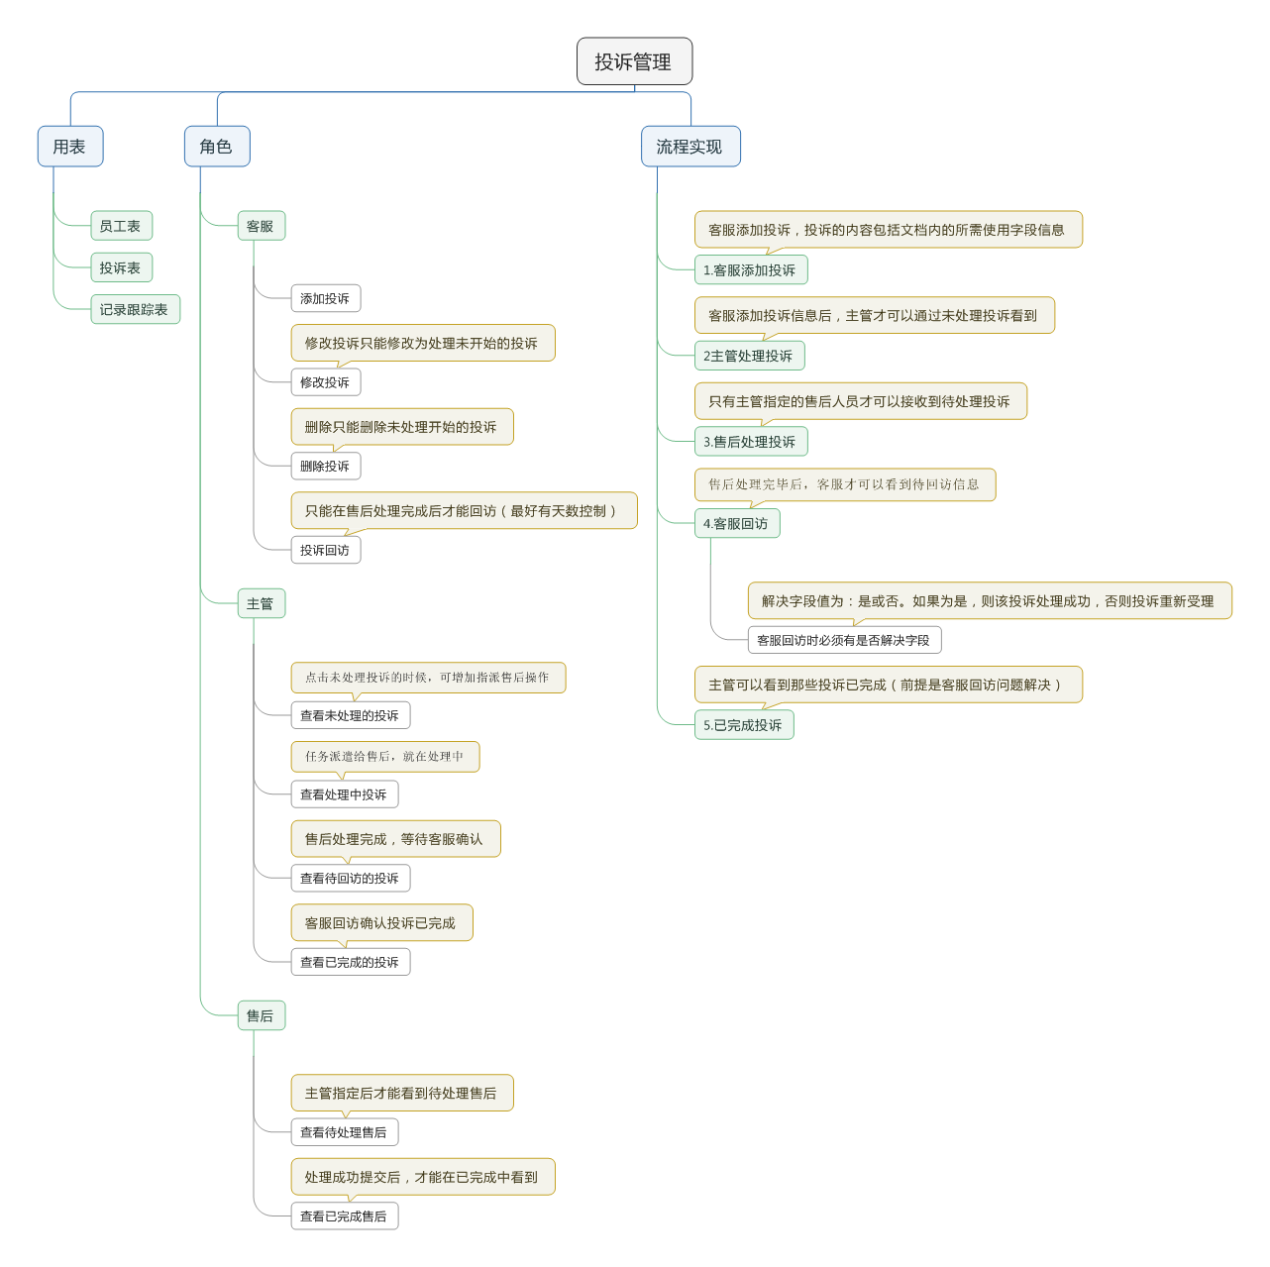 投诉管理
用表
员工表
投诉表
记录跟踪表
角色
客服
添加投诉
修改投诉只能修改为处理未开始的投诉
修改投诉
删除只能删除未处理开始的投诉
删除投诉
只能在售后处理完成后才能回访（最好有天数控制）
投诉回访
主管
点击未处理投诉的时候，可增加指派售后操作
查看未处理的投诉
任务派遣给售后，就在处理中
查看处理中投诉
售后处理完成，等待客服确认
查看待回访的投诉
客服回访确认投诉已完成
查看已完成的投诉
售后
主管指定后才能看到待处理售后
查看待处理售后
处理成功提交后，才能在已完成中看到
查看已完成售后
流程实现
客服添加投诉，投诉的内容包括文档内的所需使用字段信息
1.客服添加投诉
客服添加投诉信息后，主管才可以通过未处理投诉看到
2主管处理投诉
只有主管指定的售后人员才可以接收到待处理投诉
3.售后处理投诉
售后处理完毕后，客服才可以看到待回访信息
4.客服回访
解决字段值为：是或否。如果为是，则该投诉处理成功，否则投诉重新受理
客服回访时必须有是否解决字段
主管可以看到那些投诉已完成（前提是客服回访问题解决）
5.已完成投诉